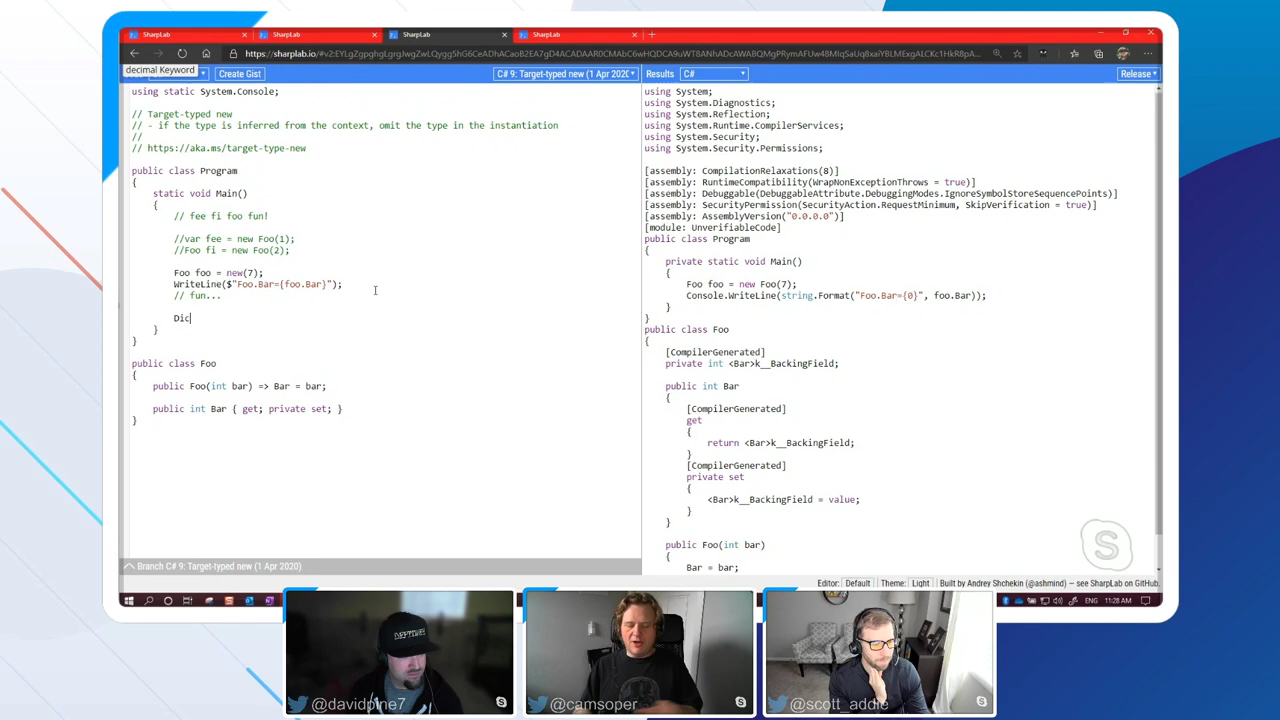 SharpLab
SharpLab
SharpLab
SharpLab
decimal Keyword
Create Gist
C# 9: Target-typed new (1 Apr 2020)
Results
C#
Release
using static System.Console;
// Target-typed new
// - if the type is inferred from the context, omit the type in the instantiation
//
// https://aka.ms/target-type-new
public class Program
{
static void Main()
{
// fee fi foo fun!
//var fee = new Foo(1);
//Foo fi = new Foo(2);
Foo foo = new(7);
WriteLine($"Foo.Bar={foo.Bar}");
// fun...
Dic
}
}
public class Foo
{
public Foo(int bar) => Bar = bar;
public int Bar { get; private set; }
}
Branch C# 9: Target-typed new (1 Apr 2020)
using System;
using System.Diagnostics;
using System.Reflection;
using System.Runtime.CompilerServices;
using System.Security;
using System.Security.Permissions;
[assembly: CompilationRelaxations(8)]
[assembly: RuntimeCompatibility(WrapNonExceptionThrows = true)]
[assembly: Debuggable(DebuggableAttribute.DebuggingModes.IgnoreSymbolStoreSequencePoints)]
[assembly: SecurityPermission(SecurityAction.RequestMinimum, SkipVerification = true)]
[assembly: AssemblyVersion("0.0.0.0")]
[module: UnverifiableCode]
public class Program
{
private static void Main()
{
Foo foo = new Foo(7);
Console.WriteLine(string.Format("Foo.Bar={0}", foo.Bar));
}
}
public class Foo
{
[CompilerGenerated]
private int <Bar>k__BackingField;
public int Bar
{
[CompilerGenerated]
get
{
return <Bar>k__BackingField;
}
[CompilerGenerated]
private set
{
<Bar>k__BackingField = value;
}
}
public Foo(int bar)
{
Bar = bar;
Editor: Default Theme: Light Built by Andrey Shchekin (@ashmind) — see SharpLab on GitHub.
ENG 11:28 AM
@davidpine7
@camsoper
@scott_addie